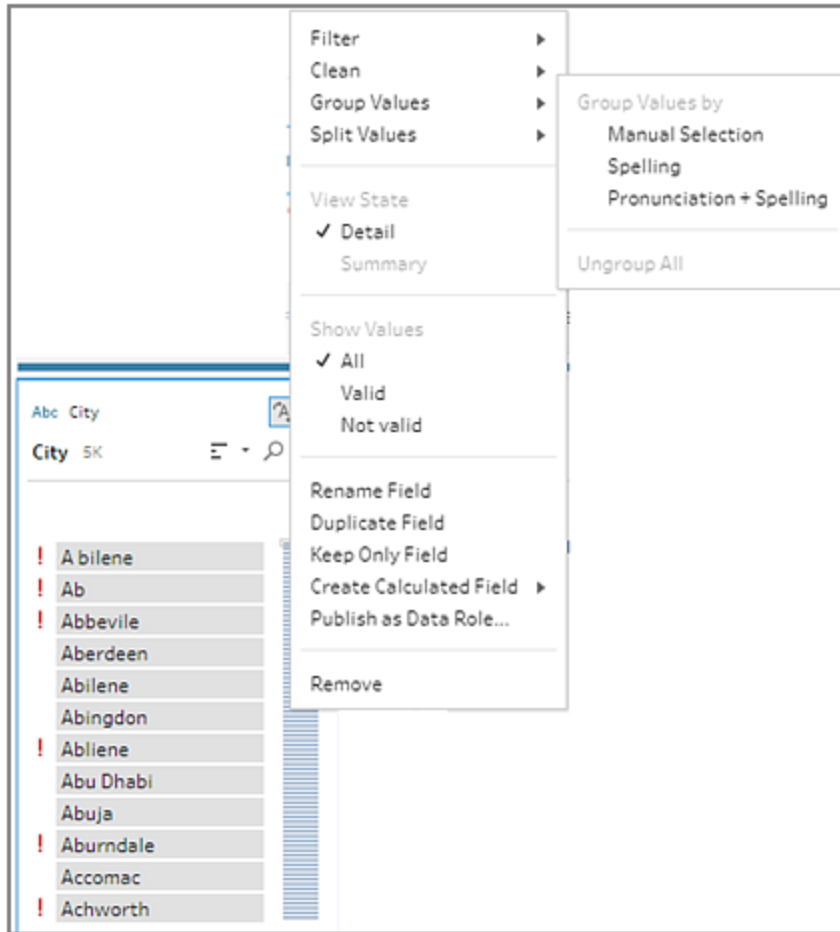 Filter
Clean
Group Values
Split Values
View State
Detail
Summary
Show Values
All
Valid
Not valid
Rename Field
Duplicate Field
Keep Only Field
Create Calculated Field
Publish as Data Role...
Remove
Group Values by
Manual Selection
Spelling
Pronunciation + Spelling
Ungroup All
Abc City
City 5K
! A bilene
! Ab
! Abbevile
Aberdeen
Abilene
Abingdon
! Abliene
Abu Dhabi
Abuja
! Aburndale
Accomac
! Achworth